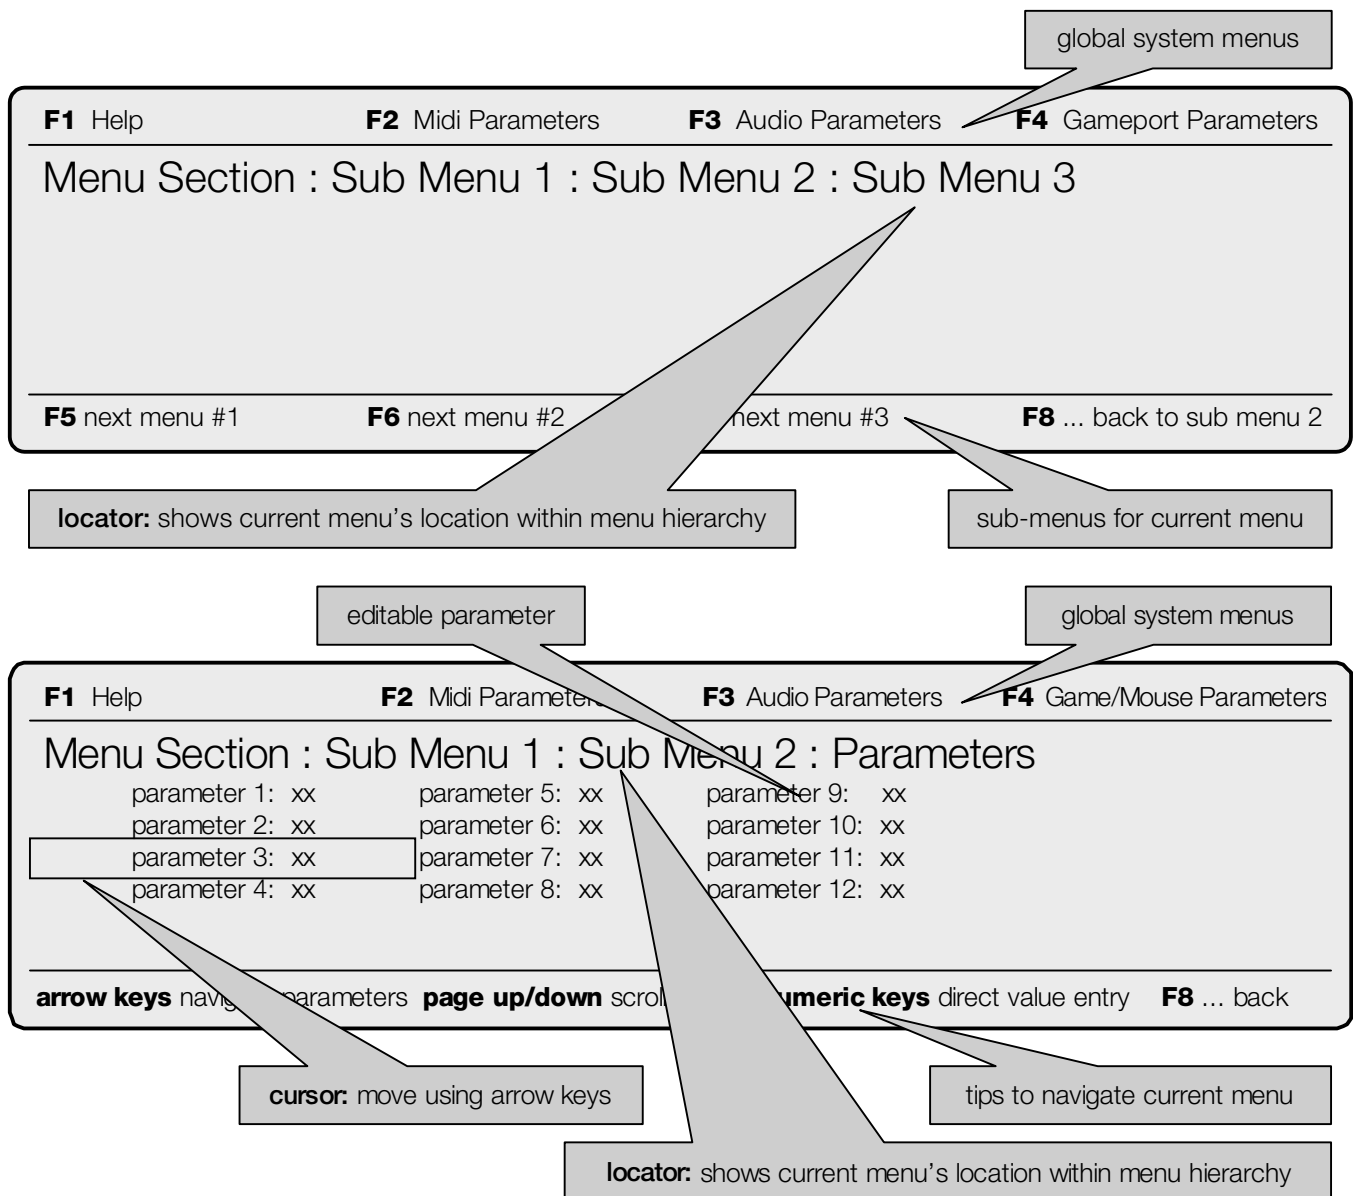 global system menus
F1 Help F2 Midi Parameters F3 Audio Parameters F4 Gameport Parameters
Menu Section : Sub Menu 1 : Sub Menu 2 : Sub Menu 3
F5 next menu #1 F6 next menu #2 next menu #3 F8 ... back to sub menu 2
locator: shows current menu's location within menu hierarchy
sub-menus for current menu
editable parameter
global system menus
F1 Help F2 Midi Parameters F3 Audio Parameters F4 Game/Mouse Parameters
Menu Section : Sub Menu 1 : Sub Menu 2 : Parameters
parameter 1: xx parameter 5: xx parameter 9: xx
parameter 2: xx parameter 6: xx parameter 10: xx
parameter 3: xx parameter 7: xx parameter 11: xx
parameter 4: xx parameter 8: xx parameter 12: xx
arrow keys parameters page up/down numeric keys direct value entry F8 ... back
cursor: move using arrow keys
tips to navigate current menu
locator: shows current menu's location within menu hierarchy